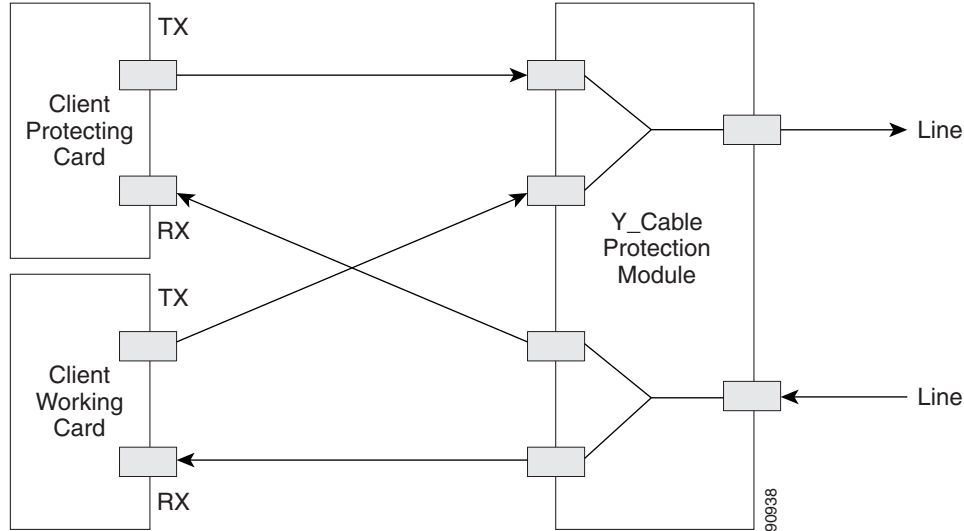 TX
Client
Protecting
Card
RX
TX
Client
Working
Card
RX
Y_Cable
Protection
Module
Line
Line
90938